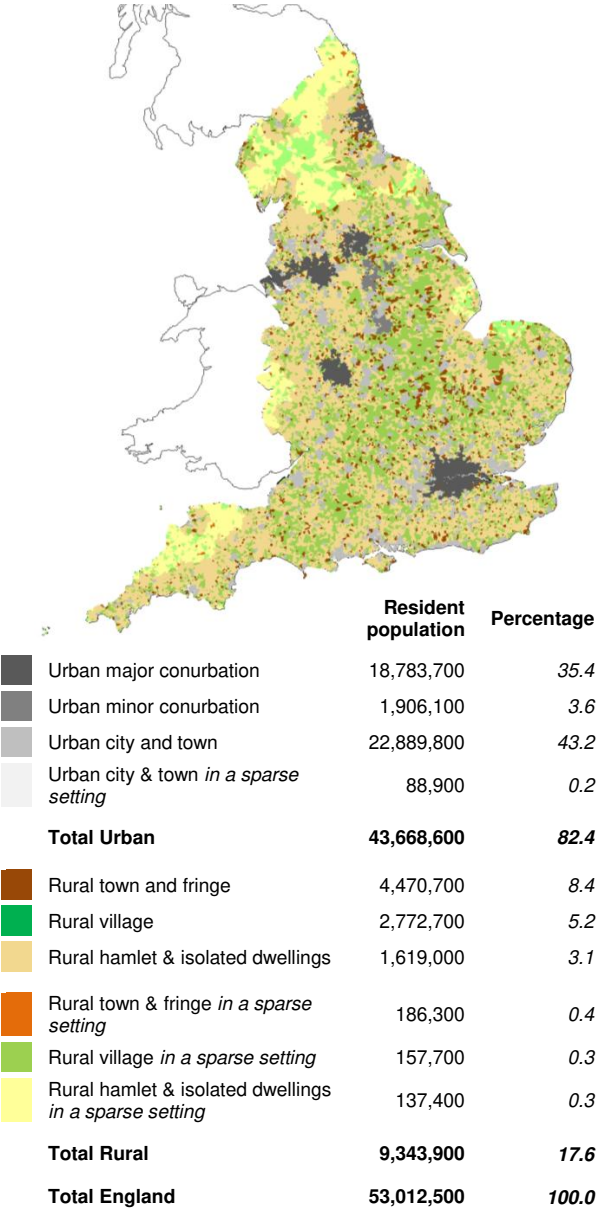 Resident population Percentage
Urban major conurbation 18,783,700 35.4
Urban minor conurbation 1,906,100 3.6
Urban city and town 22,889,800 43.2
Urban city & town in a sparse setting 88,900 0.2
Total Urban 43,668,600 82.4
Rural town and fringe 4,470,700 8.4
Rural village 2,772,700 5.2
Rural hamlet & isolated dwellings 1,619,000 3.1
Rural town & fringe in a sparse setting 186,300 0.4
Rural village in a sparse setting 157,700 0.3
Rural hamlet & isolated dwellings in a sparse setting 137,400 0.3
Total Rural 9,343,900 17.6
Total England 53,012,500 100.0